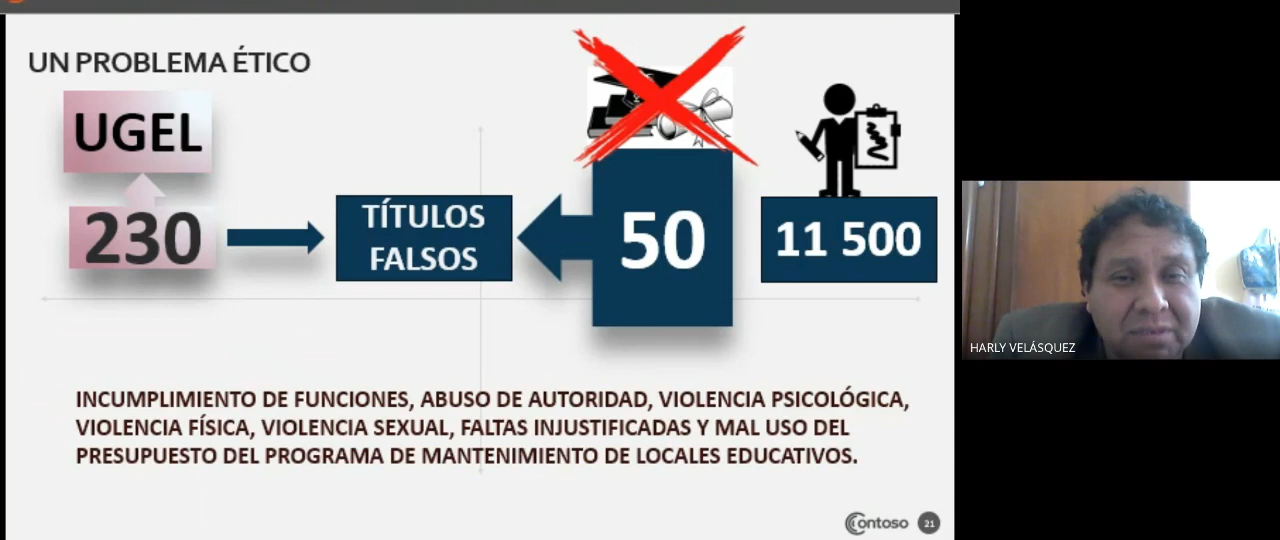 UN PROBLEMA ÉTICO
UGEL
230
TÍTULOS
FALSOS
50
11 500
INCUMPLIMIENTO DE FUNCIONES, ABUSO DE AUTORIDAD, VIOLENCIA PSICOLÓGICA,
VIOLENCIA FÍSICA, VIOLENCIA SEXUAL, FALTAS INJUSTIFICADAS Y MAL USO DEL
PRESUPUESTO DEL PROGRAMA DE MANTENIMIENTO DE LOCALES EDUCATIVOS.
Contoso
21
HARLY VELÁSQUEZ